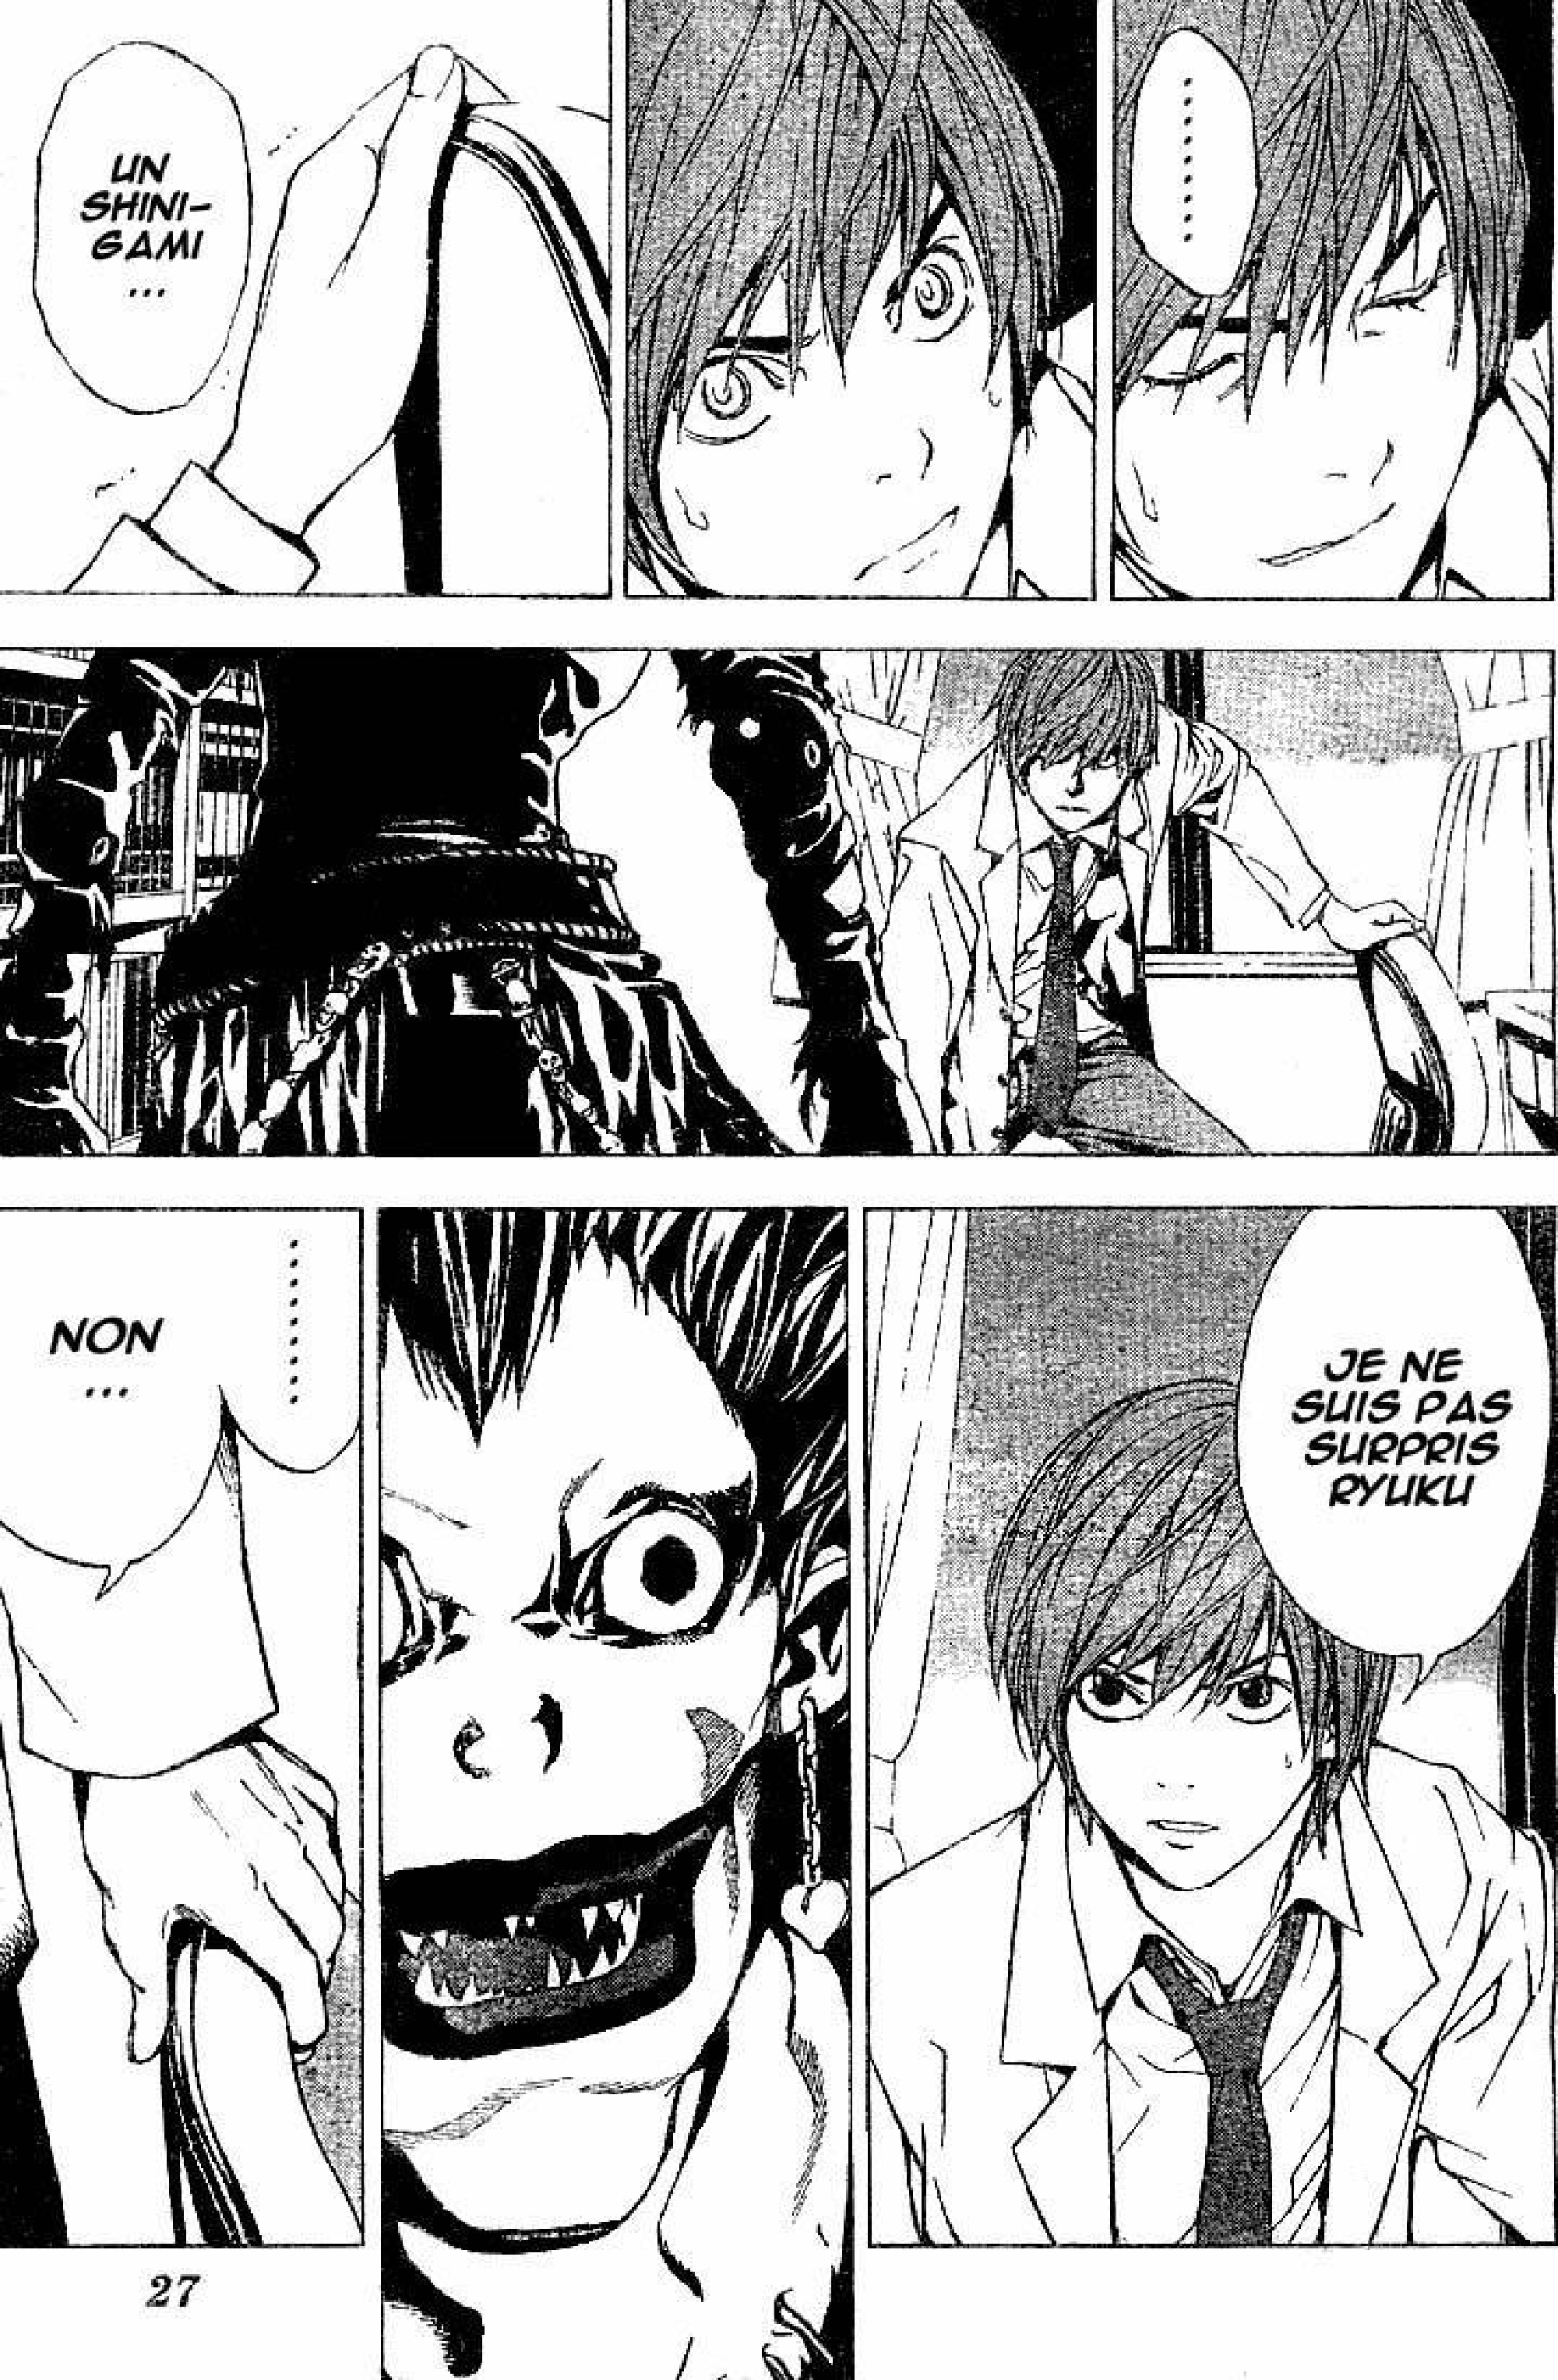 .......
UN
SHINI-
GAMI
...
JE NE
SUIS PAS
SURPRIS
RYUKU
.......
NON
...
27